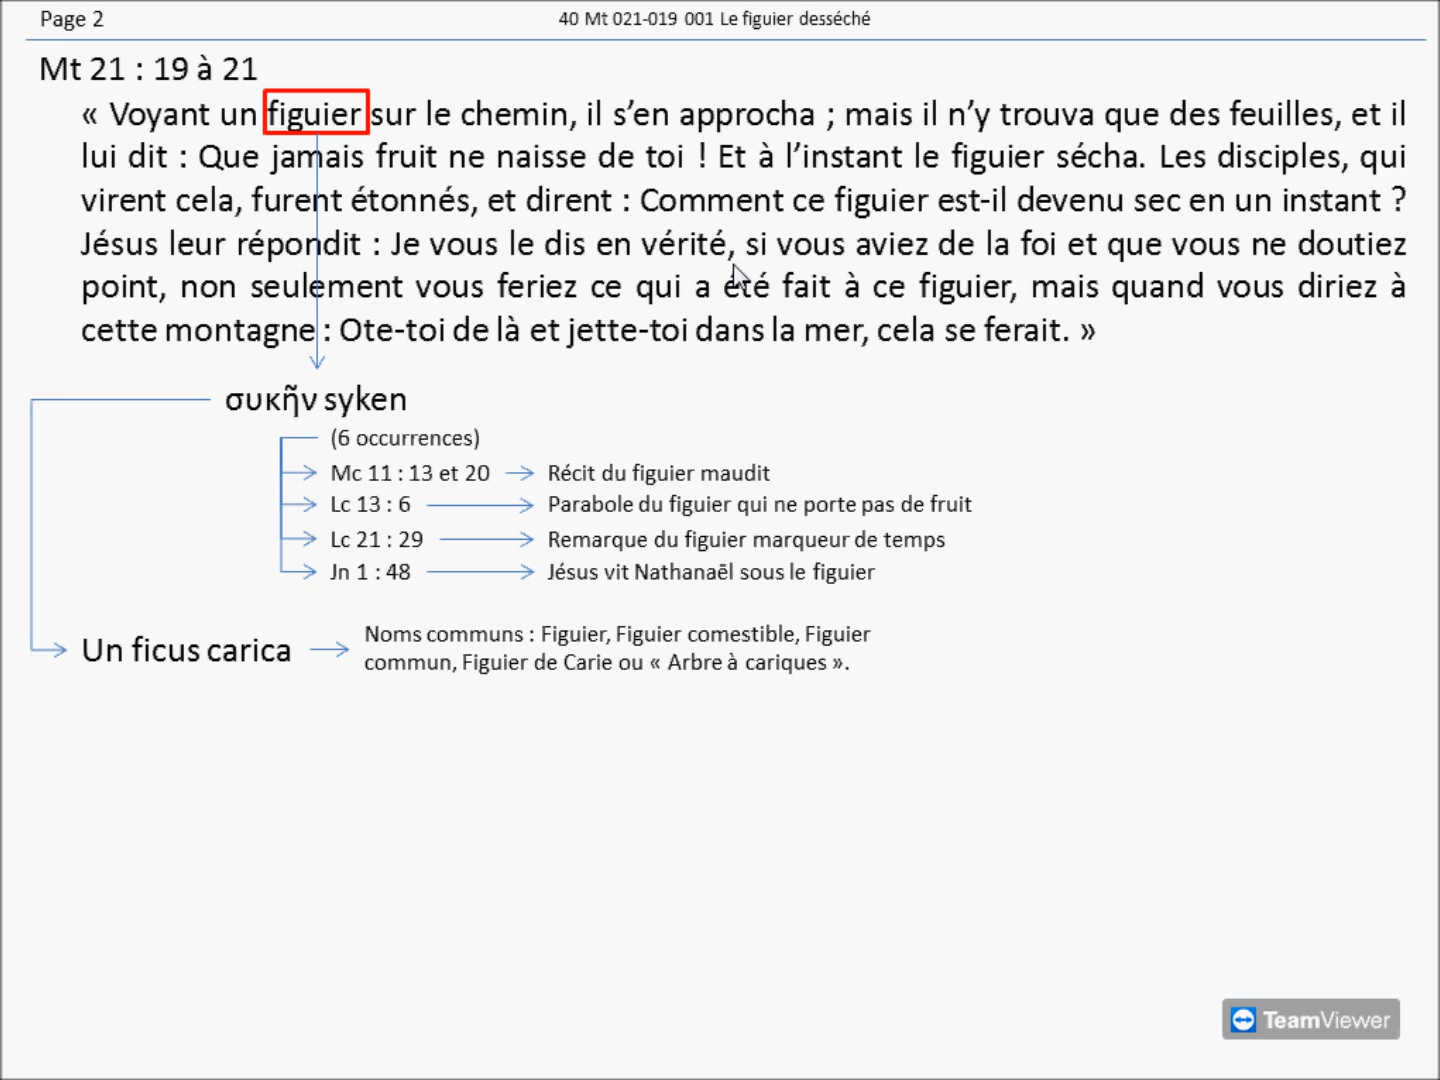 Page 2
40 Mt 021-019 001 Le figuier desséché
Mt 21 : 19 à 21
« Voyant un figuier sur le chemin, il s’en approcha ; mais il n’y trouva que des feuilles, et il
lui dit : Que jamais fruit ne naisse de toi ! Et à l’instant le figuier sécha. Les disciples, qui
virent cela, furent étonnés, et dirent : Comment ce figuier est-il devenu sec en un instant ?
Jésus leur répondit : Je vous le dis en vérité, si vous aviez de la foi et que vous ne doutiez
point, non seulement vous feriez ce qui a été fait à ce figuier, mais quand vous diriez à
cette montagne : Ote-toi de là et jette-toi dans la mer, cela se ferait. »
συκῆν syken
(6 occurrences)
Mc 11 : 13 et 20 Récit du figuier maudit
Lc 13 : 6 Parabole du figuier qui ne porte pas de fruit
Lc 21 : 29 Remarque du figuier marqueur de temps
Jn 1 : 48 Jésus vit Nathanaël sous le figuier
Un ficus carica
Noms communs : Figuier, Figuier comestible, Figuier
commun, Figuier de Carie ou « Arbre à cariques ».
TeamViewer